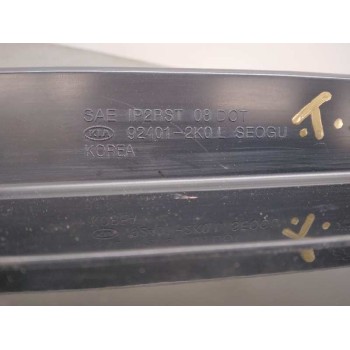 SAE IP2RST 08 DOT
KIA 92401-2K0 SEOGU
KOREA